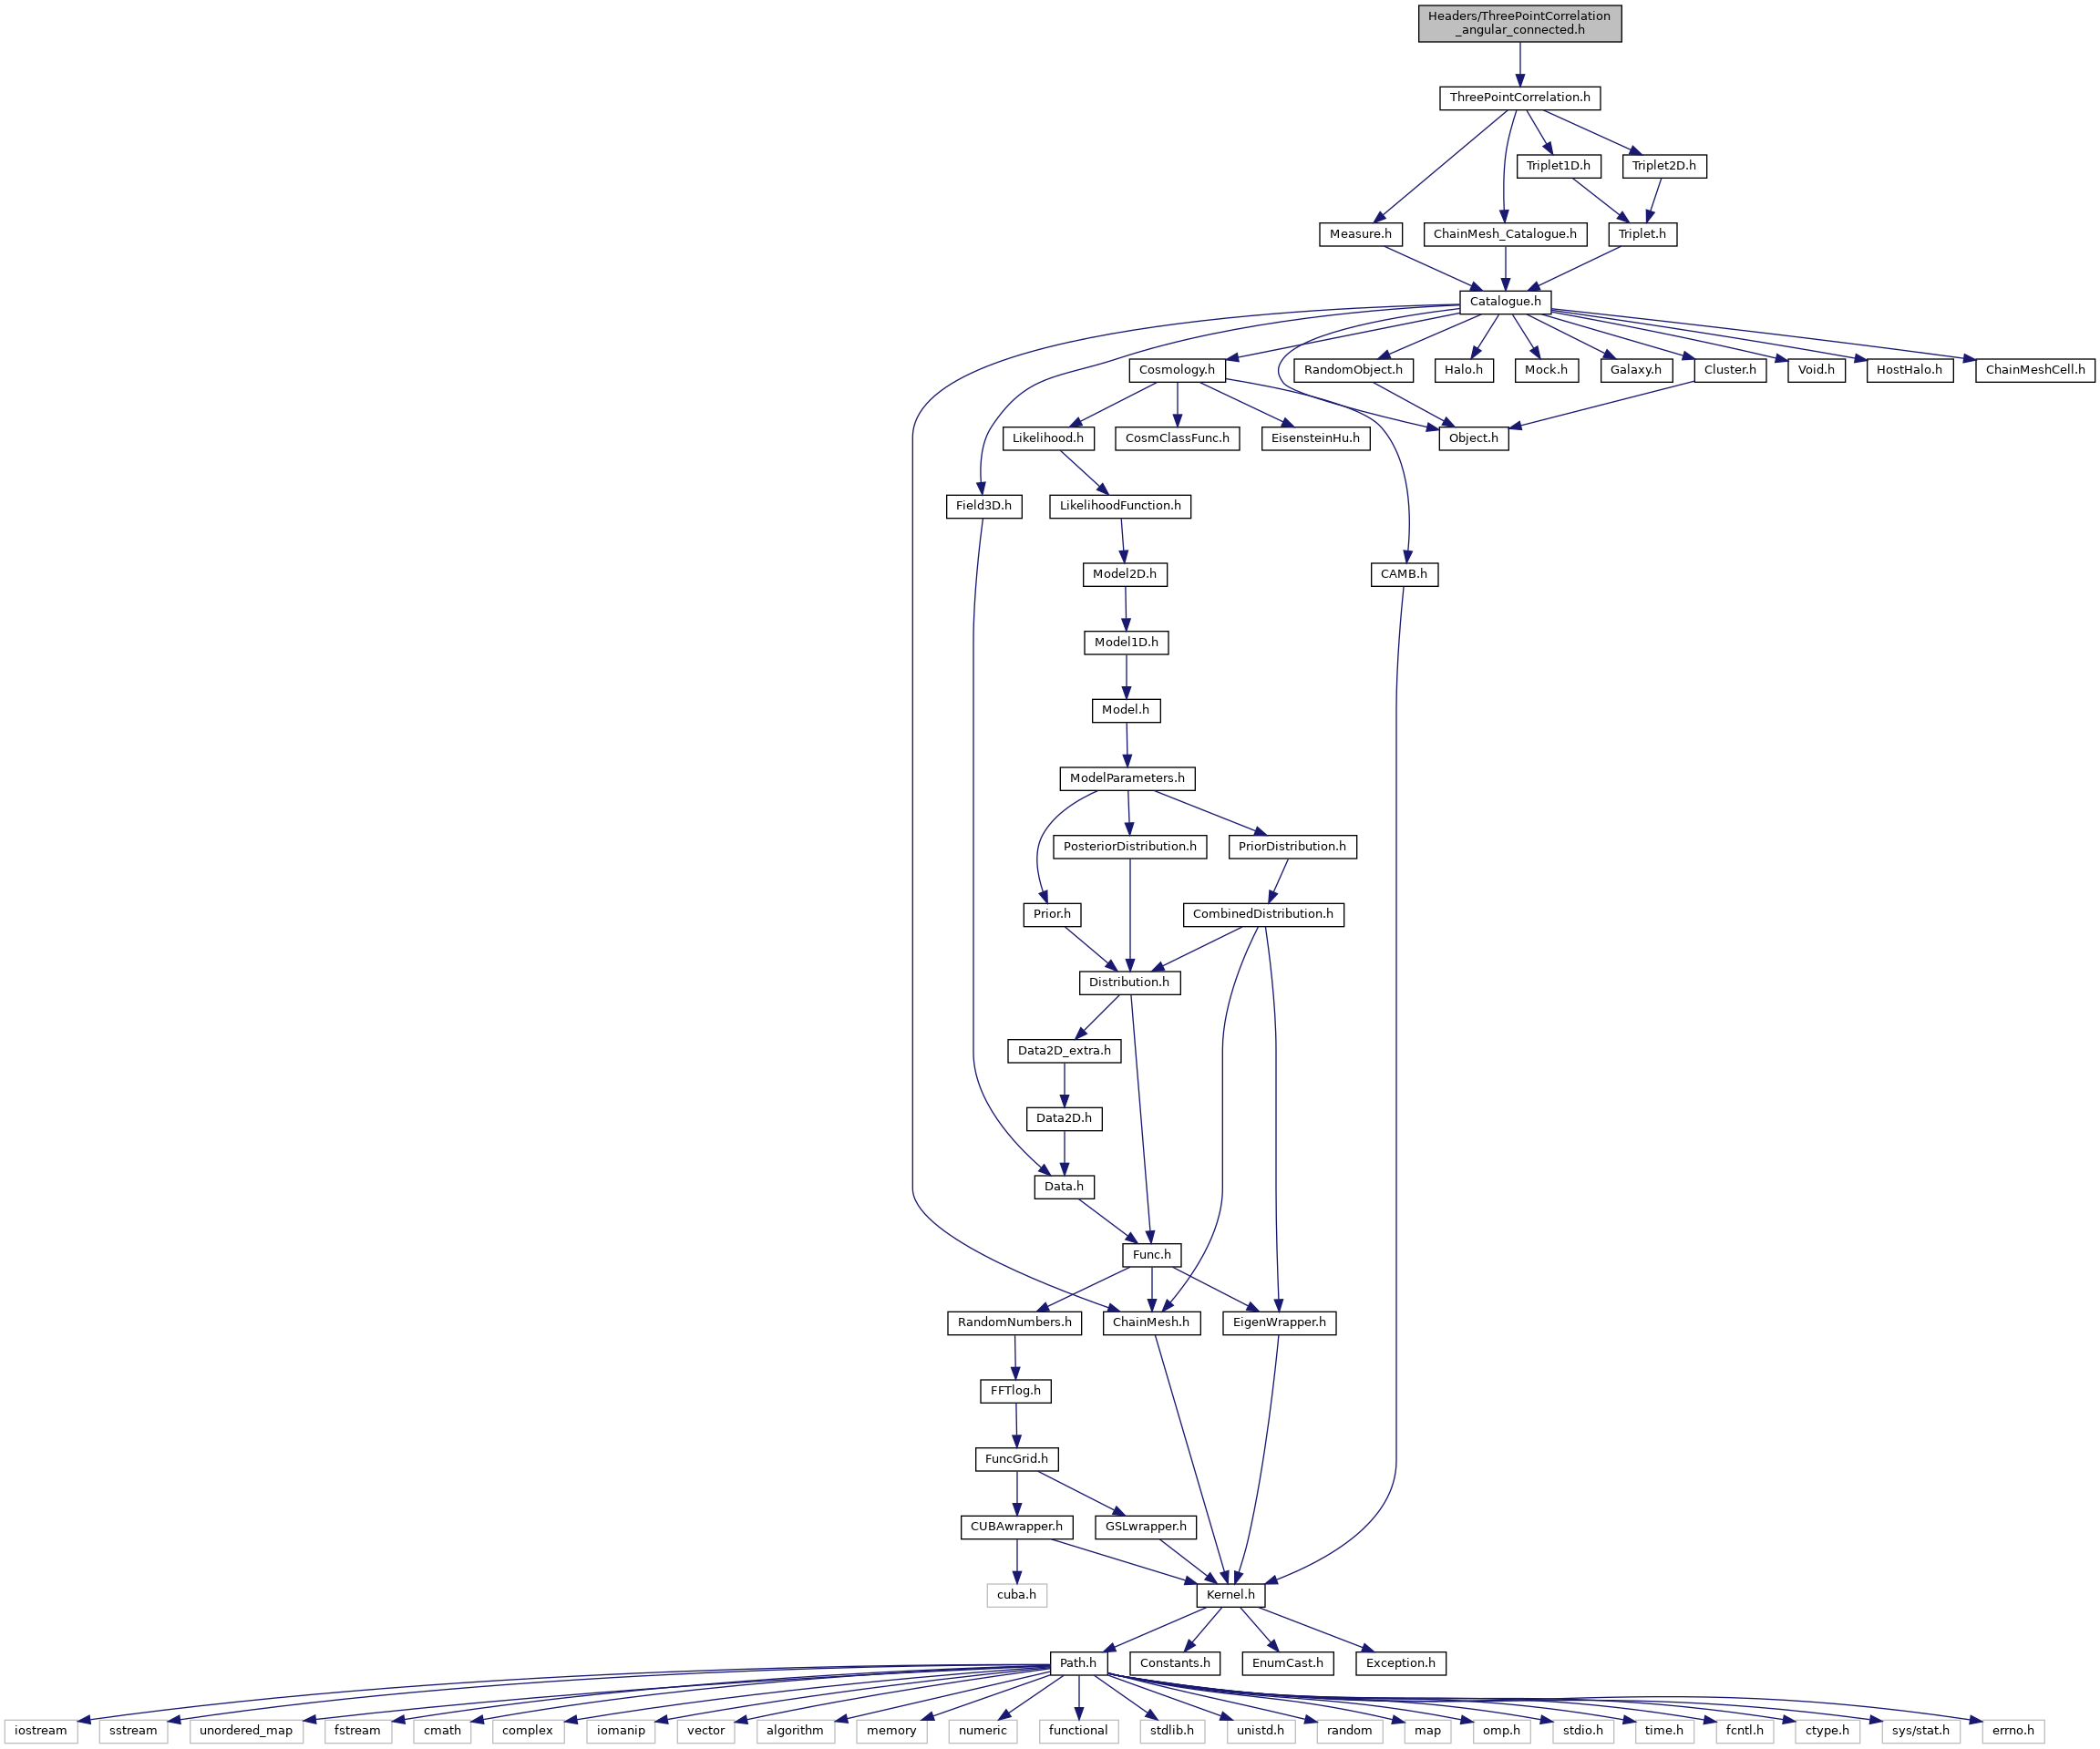 Headers/ThreePointCorrelation
_angular_connected.h
ThreePointCorrelation.h
Triplet1D.h
Triplet2D.h
Measure.h
ChainMesh_Catalogue.h
Triplet.h
Catalogue.h
Cosmology.h
RandomObject.h
Halo.h
Mock.h
Galaxy.h
Cluster.h
Void.h
HostHalo.h
ChainMeshCell.h
Likelihood.h
CosmClassFunc.h
EisensteinHu.h
Object.h
Field3D.h
LikelihoodFunction.h
Model2D.h
CAMB.h
Model1D.h
Model.h
ModelParameters.h
PosteriorDistribution.h
PriorDistribution.h
Prior.h
CombinedDistribution.h
Distribution.h
Data2D_extra.h
Data2D.h
Data.h
Func.h
RandomNumbers.h
ChainMesh.h
EigenWrapper.h
FFTlog.h
FuncGrid.h
CUBAwrapper.h
GSLwrapper.h
cuba.h
Kernel.h
Path.h
Constants.h
EnumCast.h
Exception.h
iostream
sstream
unordered_map
fstream
cmath
complex
iomanip
vector
algorithm
memory
numeric
functional
stdlib.h
unistd.h
random
map
omp.h
stdio.h
time.h
fcntl.h
ctype.h
sys/stat.h
errno.h